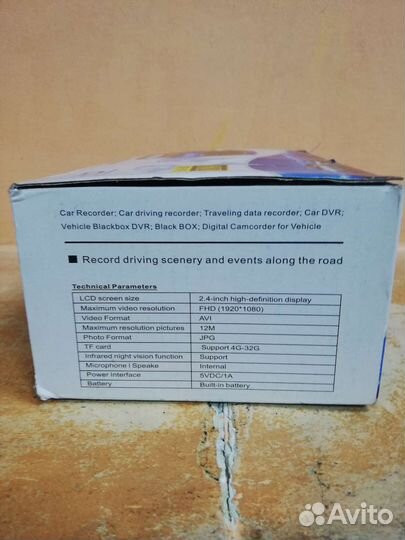 Car Recorder; Car driving recorder; Traveling data recorder; Car DVR;
Vehicle Blackbox DVR; Black BOX; Digital Camcorder for Vehicle
■ Record driving scenery and events along the road
Technical Parameters
LCD screen size 2.4-inch high-definition display
Maximum video resolution FHD (1920*1080)
Video Format AVI
Maximum resolution pictures 12M
Photo Format JPG
TF card Support 4G-32G
Infrared night vision function Support
Microphone I Speake Internal
Power interface 5VDC/1A
Battery Built-in battery
Avito